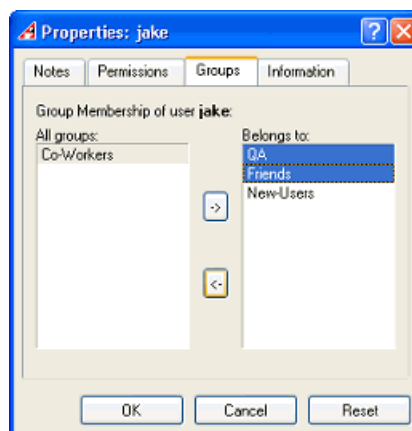 Properties: jake
?
X
Notes Permissions Groups Information
Group Membership of user jake:
All groups: Belongs to:
Co-Workers QA
Friends
New-Users
->
<-
OK Cancel Reset